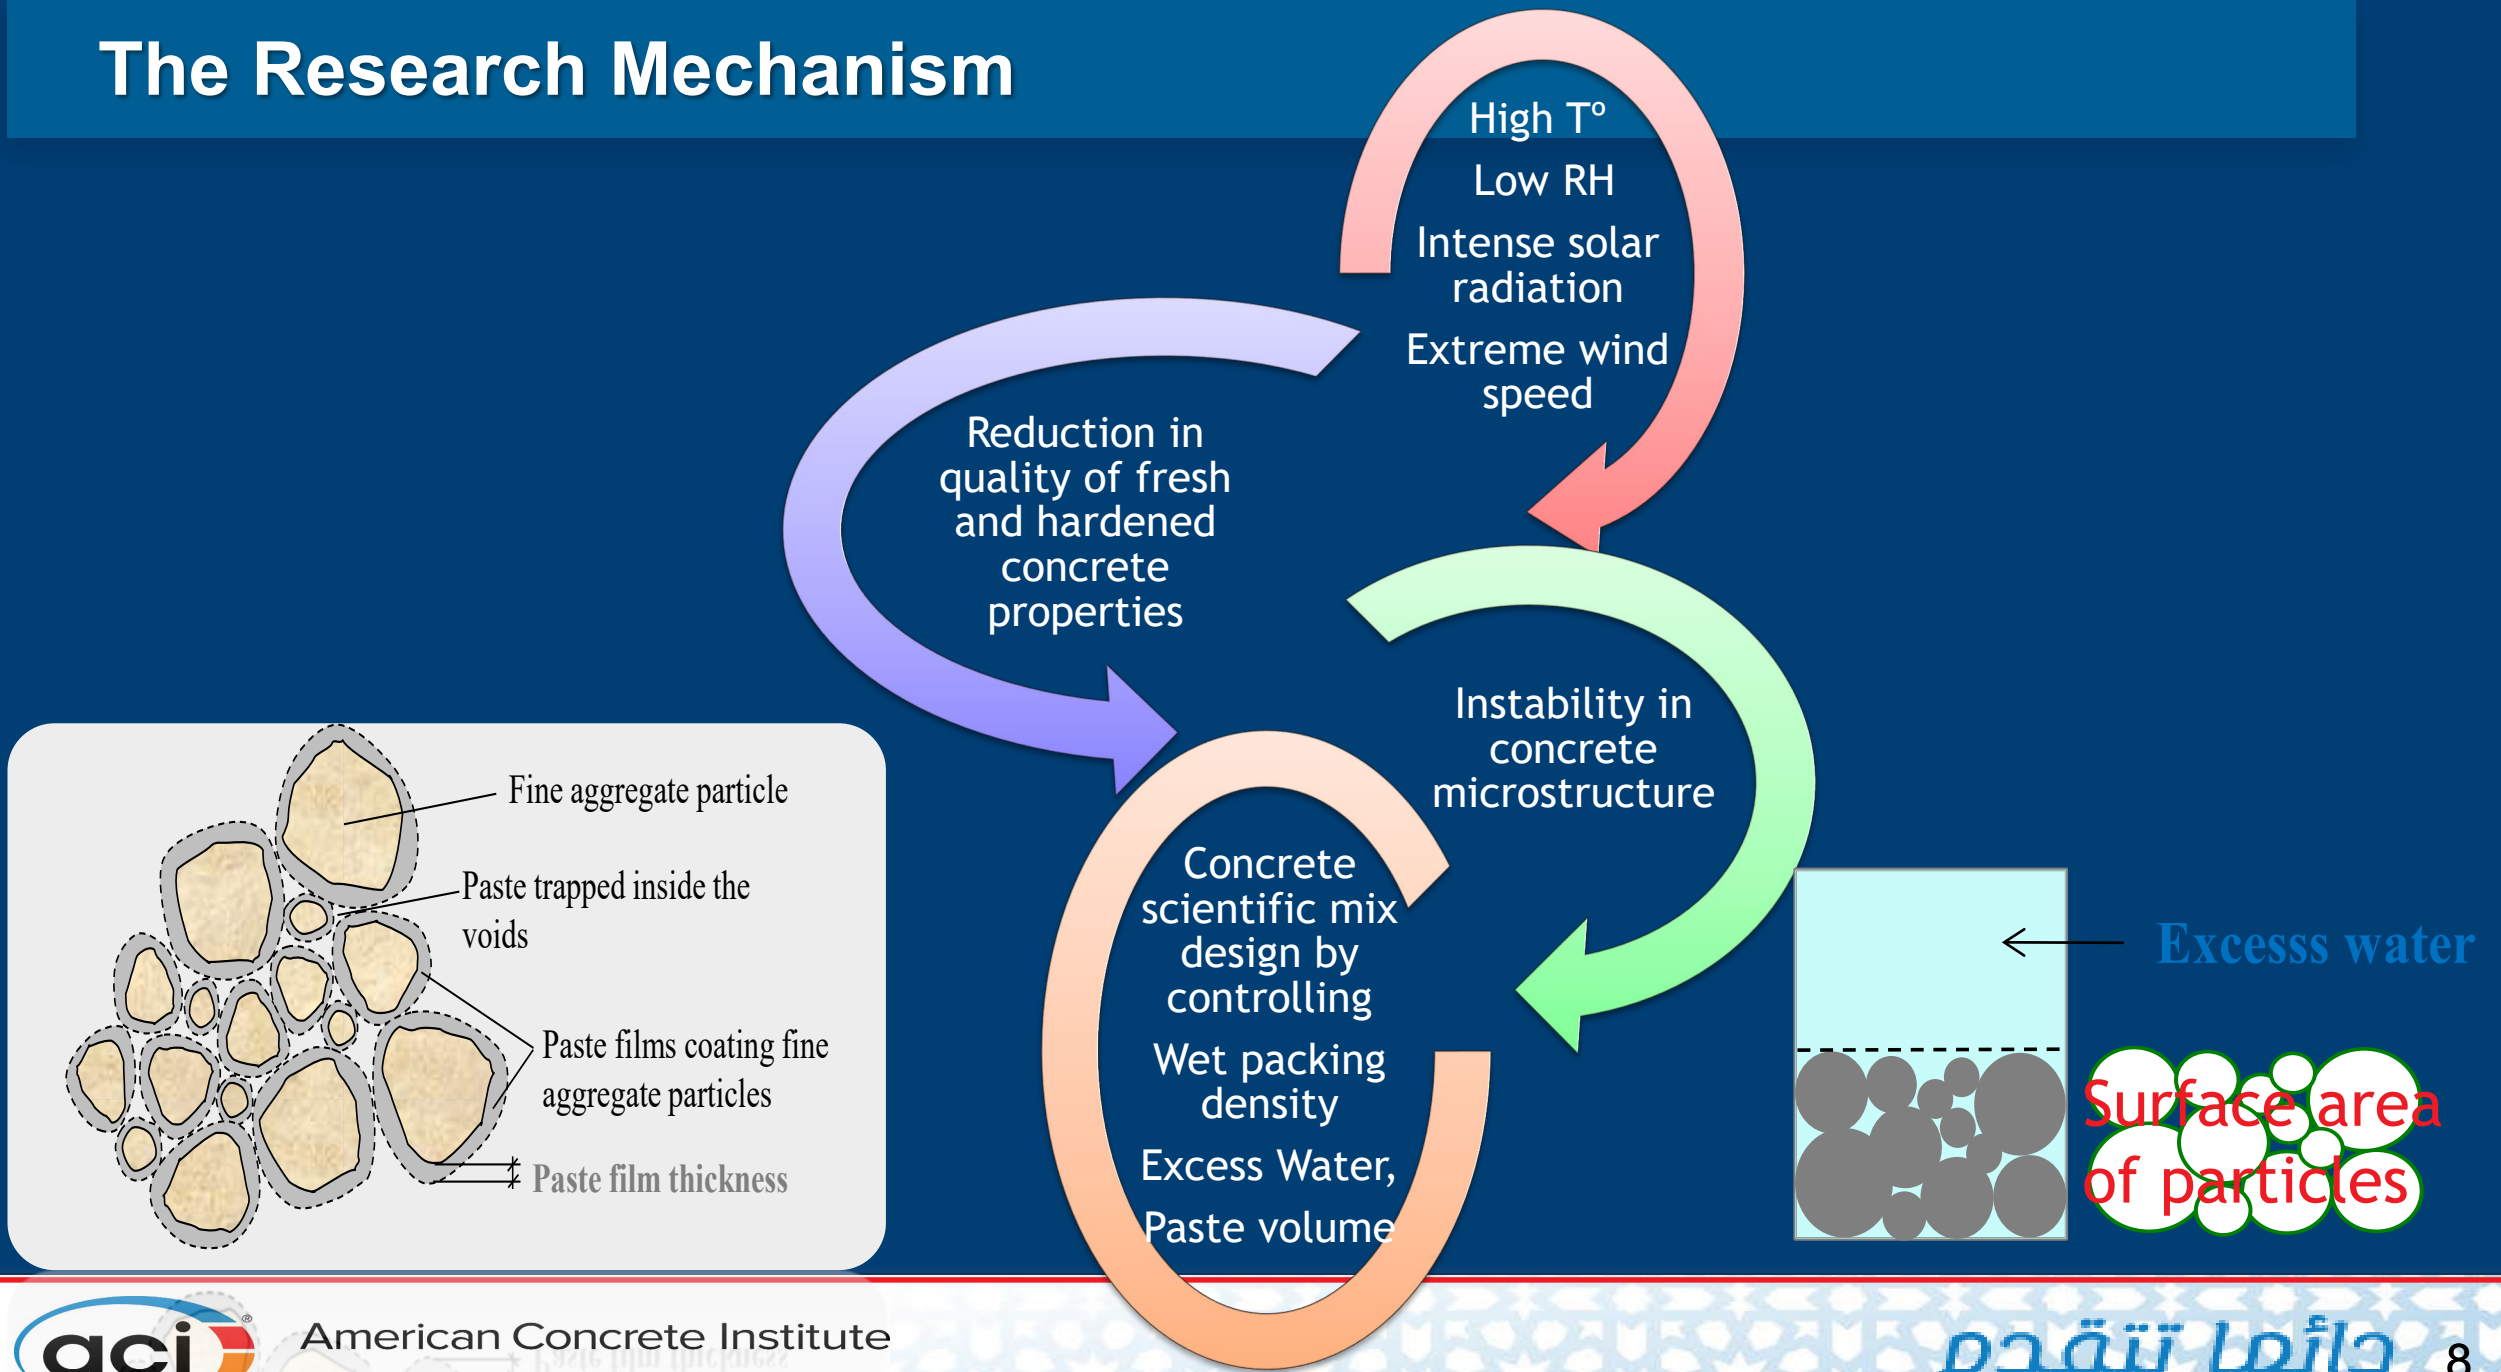 The Research Mechanism
High Tº
Low RH
Intense solar
radiation
Extreme wind
speed
Reduction in
quality of fresh
and hardened
concrete
properties
Instability in
concrete
microstructure
Concrete
scientific mix
design by
controlling
Wet packing
density
Excess Water,
Paste volume
Fine aggregate particle
Paste trapped inside the
voids
Paste films coating fine
aggregate particles
Paste film thickness
Excesss water
Surface area
of particles
aci®
American Concrete Institute
دائما نتقدم
8